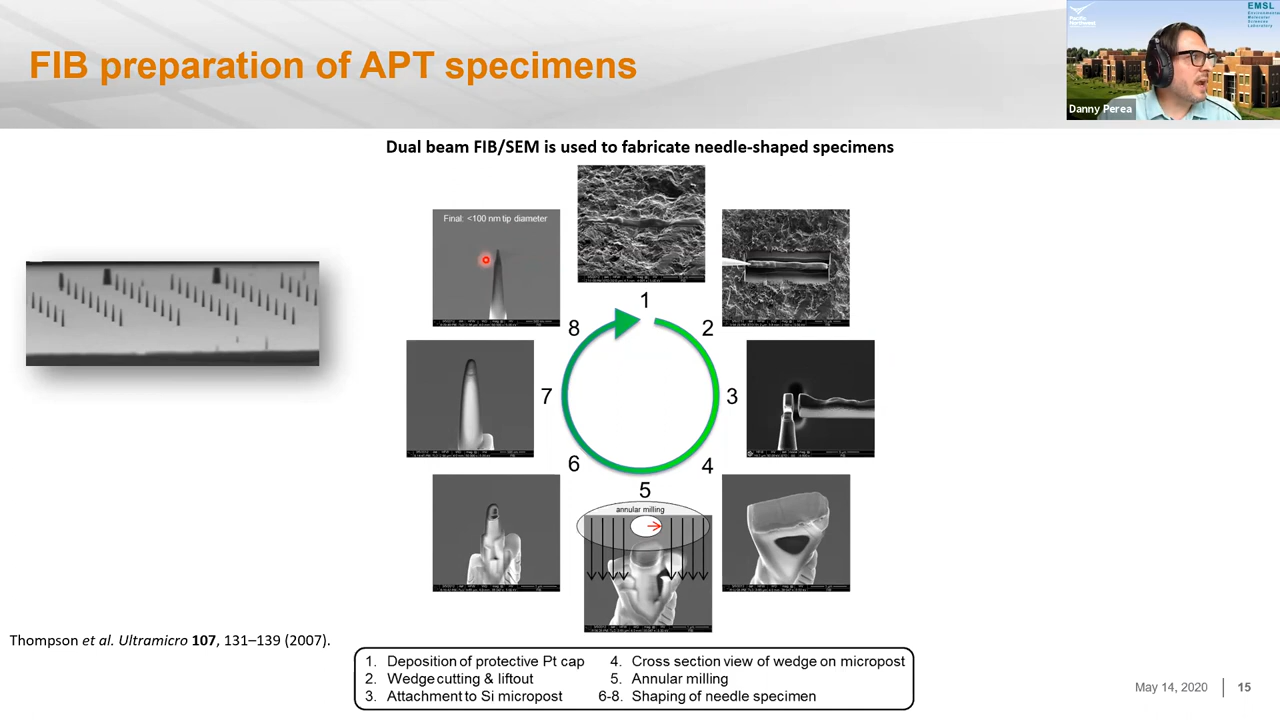 EMSL
Environmental
Molecular
Sciences
Laboratory
Pacific
Northwest
Danny Perea
FIB preparation of APT specimens
Dual beam FIB/SEM is used to fabricate needle-shaped specimens
Final: <100 nm tip diameter
1
2
3
4
5
6
7
8
annular milling
Thompson et al. Ultramicro 107, 131–139 (2007).
1. Deposition of protective Pt cap
2. Wedge cutting & liftout
3. Attachment to Si micropost
4. Cross section view of wedge on micropost
5. Annular milling
6-8. Shaping of needle specimen
May 14, 2020
15